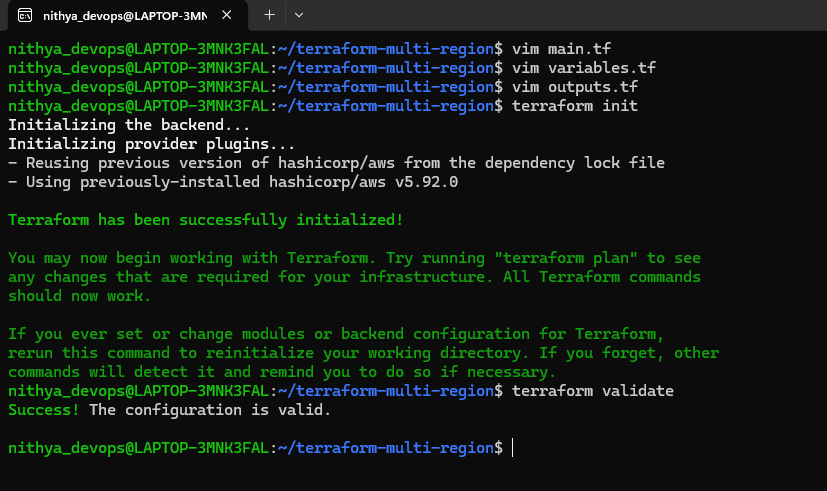 nithya_devops@LAPTOP-3MN
nithya_devops@LAPTOP-3MNK3FAL:~/terraform-multi-region$ vim main.tf
nithya_devops@LAPTOP-3MNK3FAL:~/terraform-multi-region$ vim variables.tf
nithya_devops@LAPTOP-3MNK3FAL:~/terraform-multi-region$ vim outputs.tf
nithya_devops@LAPTOP-3MNK3FAL:~/terraform-multi-region$ terraform init
Initializing the backend...
Initializing provider plugins...
- Reusing previous version of hashicorp/aws from the dependency lock file
- Using previously-installed hashicorp/aws v5.92.0
Terraform has been successfully initialized!
You may now begin working with Terraform. Try running "terraform plan" to see
any changes that are required for your infrastructure. All Terraform commands
should now work.
If you ever set or change modules or backend configuration for Terraform,
rerun this command to reinitialize your working directory. If you forget, other
commands will detect it and remind you to do so if necessary.
nithya_devops@LAPTOP-3MNK3FAL:~/terraform-multi-region$ terraform validate
Success! The configuration is valid.
nithya_devops@LAPTOP-3MNK3FAL:~/terraform-multi-region$